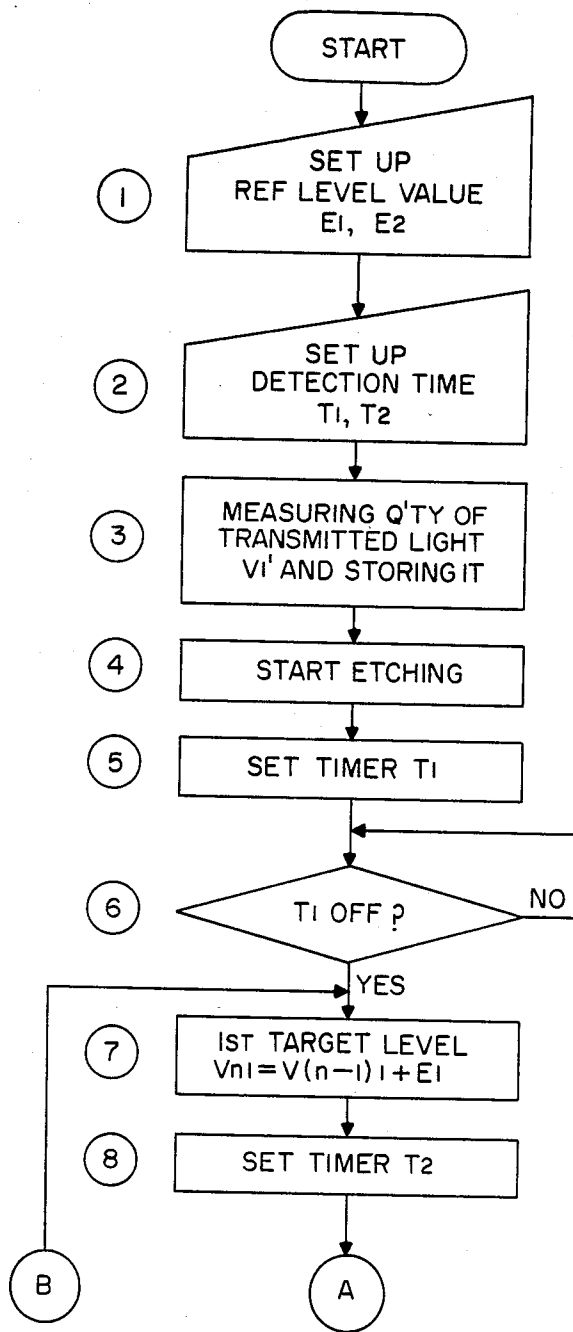 START
1
SET UP
REF LEVEL VALUE
E1, E2
2
SET UP
DETECTION TIME
T1, T2
3
MEASURING Q'TY OF
TRANSMITTED LIGHT
V1' AND STORING IT
4
START ETCHING
5
SET TIMER T1
6
T1 OFF ?
NO
YES
7
1ST TARGET LEVEL
Vn1=V(n-1)1+E1
8
SET TIMER T2
B
A